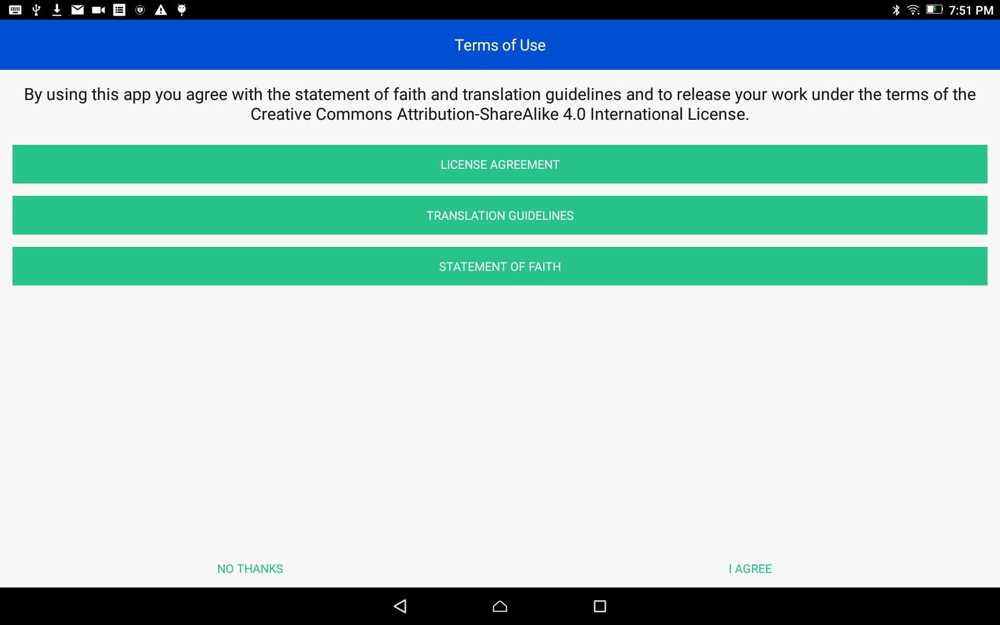 7:51 PM
Terms of Use
By using this app you agree with the statement of faith and translation guidelines and to release your work under the terms of the
Creative Commons Attribution-ShareAlike 4.0 International License.
LICENSE AGREEMENT
TRANSLATION GUIDELINES
STATEMENT OF FAITH
NO THANKS
I AGREE